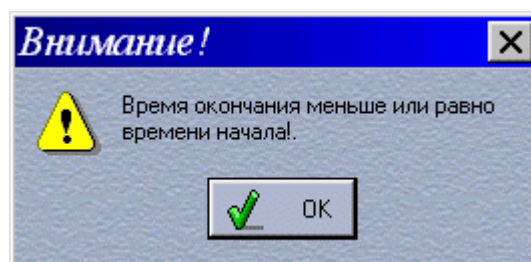 Внимание!
Время окончания меньше или равно
времени начала!.
OK